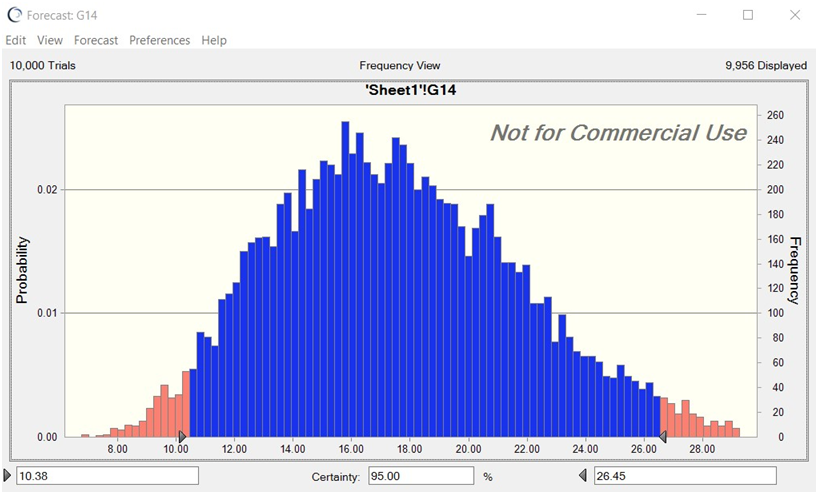 Forecast: G14
Edit View Forecast Preferences Help
10,000 Trials Frequency View 9,956 Displayed
'Sheet1'!G14
Not for Commercial Use
Probability
0.02
0.01
0.00
Frequency
260
240
220
200
180
160
140
120
100
80
60
40
20
0
8.00 10.00 12.00 14.00 16.00 18.00 20.00 22.00 24.00 26.00 28.00
10.38 Certainty: 95.00 % 26.45